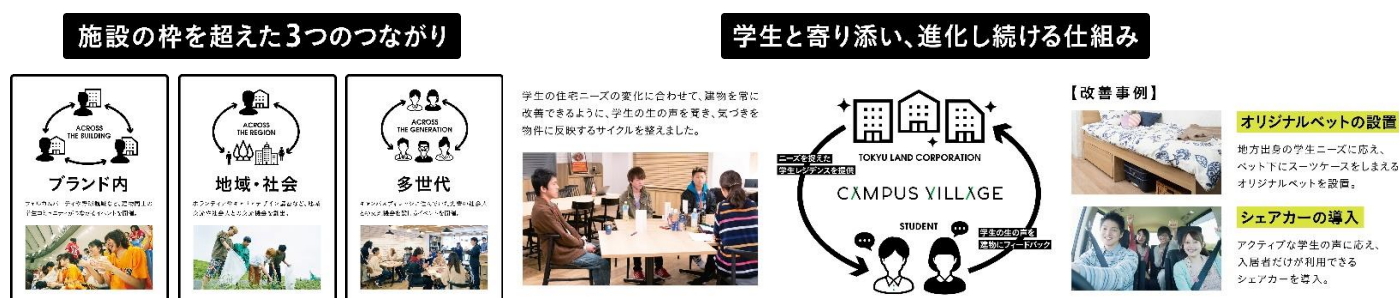 施設の枠を超えた3つのつながり
ACROSS
THE BUILDING
ブランド内
ACROSS
THE REGION
地域・社会
ACROSS
THE GENERATION
多世代
学生と寄り添い、進化し続ける仕組み
学生の住宅ニーズの変化に合わせて、建物を常に
改善できるように、学生の生の声を聞き、気づきを
物件に反映するサイクルを整えました。
TOKYU LAND CORPORATION
ニーズを捉えた
学生レジデンスを提供
CAMPUS VILLAGE
STUDENT
学生の生の声を
建物にフィードバック
【改善事例】
オリジナルベットの設置
地方出身の学生ニーズに応え、
ベット下にスーツケースをしまえる
オリジナルベットを設置。
シェアカーの導入
アクティブな学生の声に応え、
入居者だけが利用できる
シェアカーを導入。